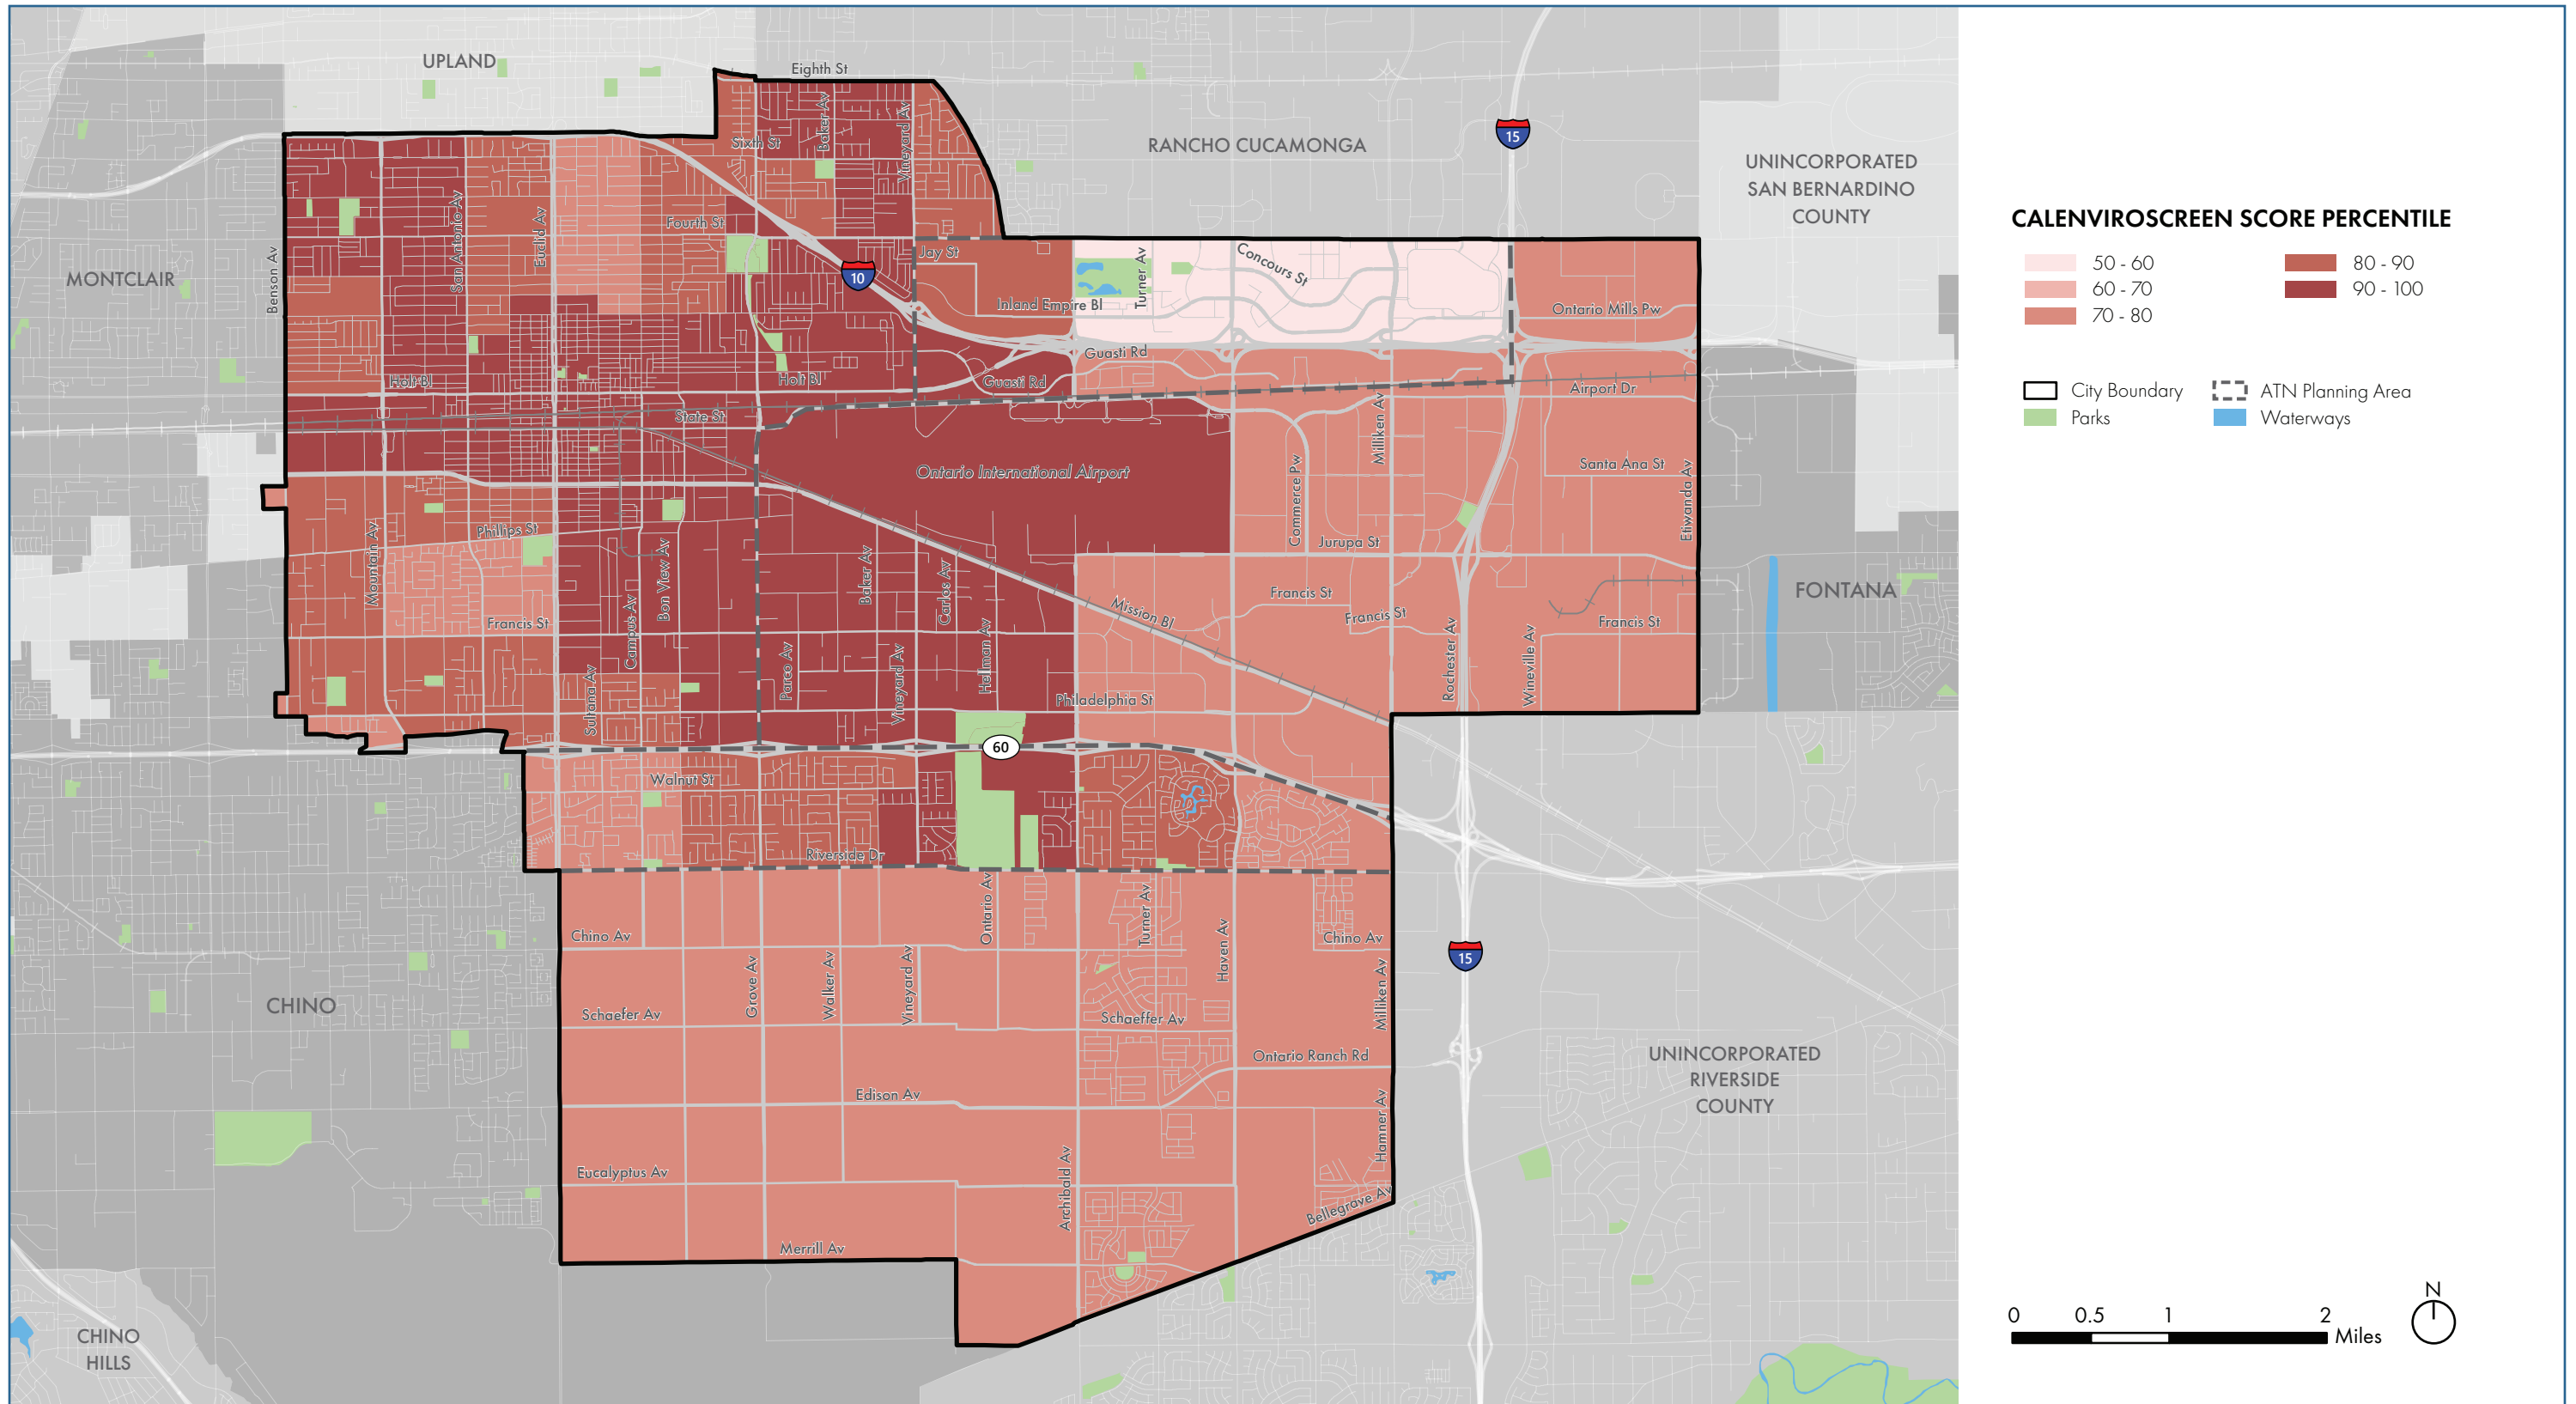 UPLAND
Eighth St
RANCHO CUCAMONGA
15
UNINCORPORATED
SAN BERNARDINO
COUNTY
MONTCLAIR
Benson Av
San Antonio Av
Euclid Av
Sixth St
Baker Av
Vineyard Av
Fourth St
10
Jay St
Inland Empire Bl
Turner Av
Concours St
Ontario Mills Pw
Guasti Rd
Holt Bl
Holt Bl
Guasti Rd
Airport Dr
State St
Milliken Av
Ontario International Airport
Commerce Pw
Santa Ana St
Etiwanda Av
Mountain Av
Phillips St
Bon View Av
Baker Av
Carlos Av
Jurupa St
Francis St
Campus Av
Mission Bl
Francis St
Francis St
Francis St
FONTANA
Sultana Av
Parco Av
Vineyard Av
Hellman Av
Philadelphia St
Rochester Av
Wineville Av
60
Walnut St
Riverside Dr
Chino Av
Ontario Av
Turner Av
Haven Av
Chino Av
15
CHINO
Grove Av
Walker Av
Vineyard Av
Milliken Av
Schaefer Av
Schaeffer Av
Ontario Ranch Rd
UNINCORPORATED
RIVERSIDE
COUNTY
Edison Av
Hamner Av
Eucalyptus Av
Archibald Av
Bellegrave Av
Merrill Av
CHINO
HILLS
CALENVIROSCREEN SCORE PERCENTILE
50 - 60
60 - 70
70 - 80
80 - 90
90 - 100
City Boundary
Parks
ATN Planning Area
Waterways
0 0.5 1 2
Miles
N